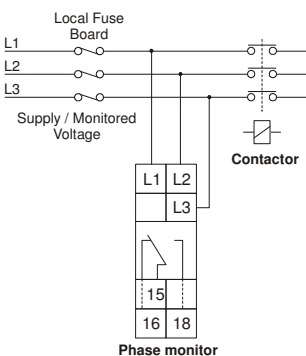 Local Fuse
Board
L1
L2
L3
Supply / Monitored
Voltage
Contactor
L1 L2
L3
15
16 18
Phase monitor